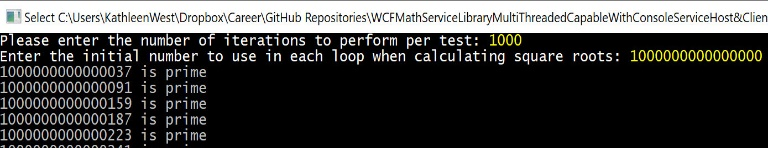 Select C:\Users\KathleenWest\Dropbox\Career\GitHub Repositories\WCFMathServiceLibraryMultiThreadedCapableWithConsoleServiceHost&Clien
Please enter the number of iterations to perform per test: 1000
Enter the initial number to use in each loop when calculating square roots: 1000000000000000
1000000000000037 is prime
1000000000000091 is prime
1000000000000159 is prime
1000000000000187 is prime
1000000000000223 is prime